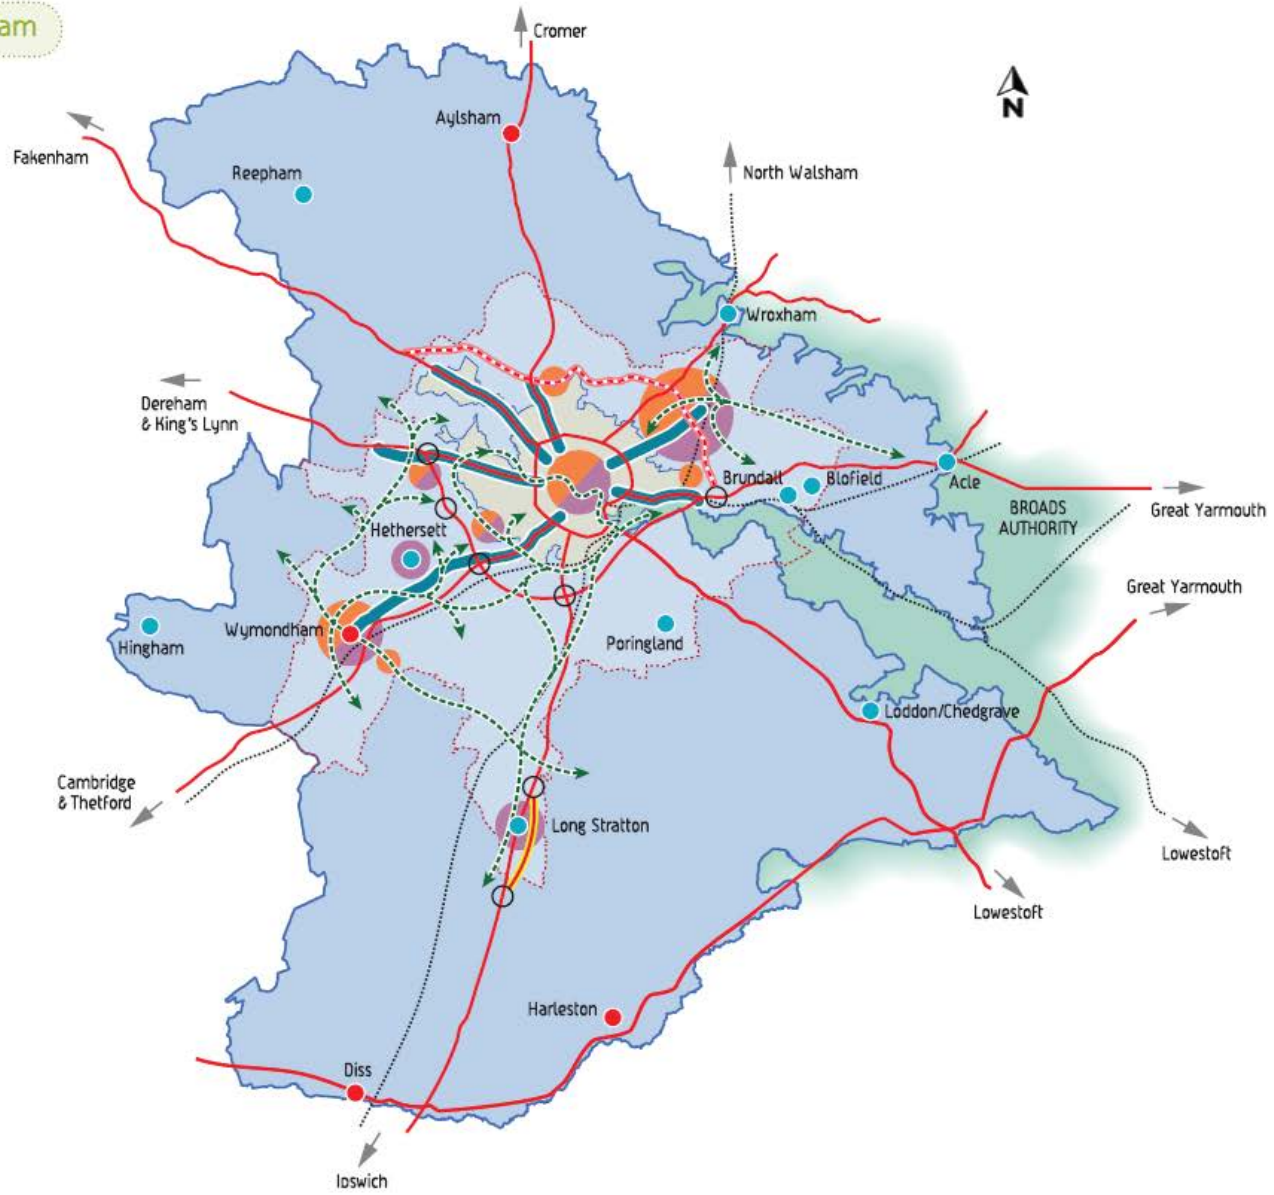 am
Cromer
Aylsham
N
Fakenham
Reepham
North Walsham
Wroxham
Dereham
& King's Lynn
Brundall
Blofield
Acle
BROADS
AUTHORITY
Great Yarmouth
Hethersett
Great Yarmouth
Hingham
Wymondham
Poringland
Loddon/Chedgrave
Cambridge
& Thetford
Long Stratton
Lowestoft
Lowestoft
Harleston
Diss
Ipswich